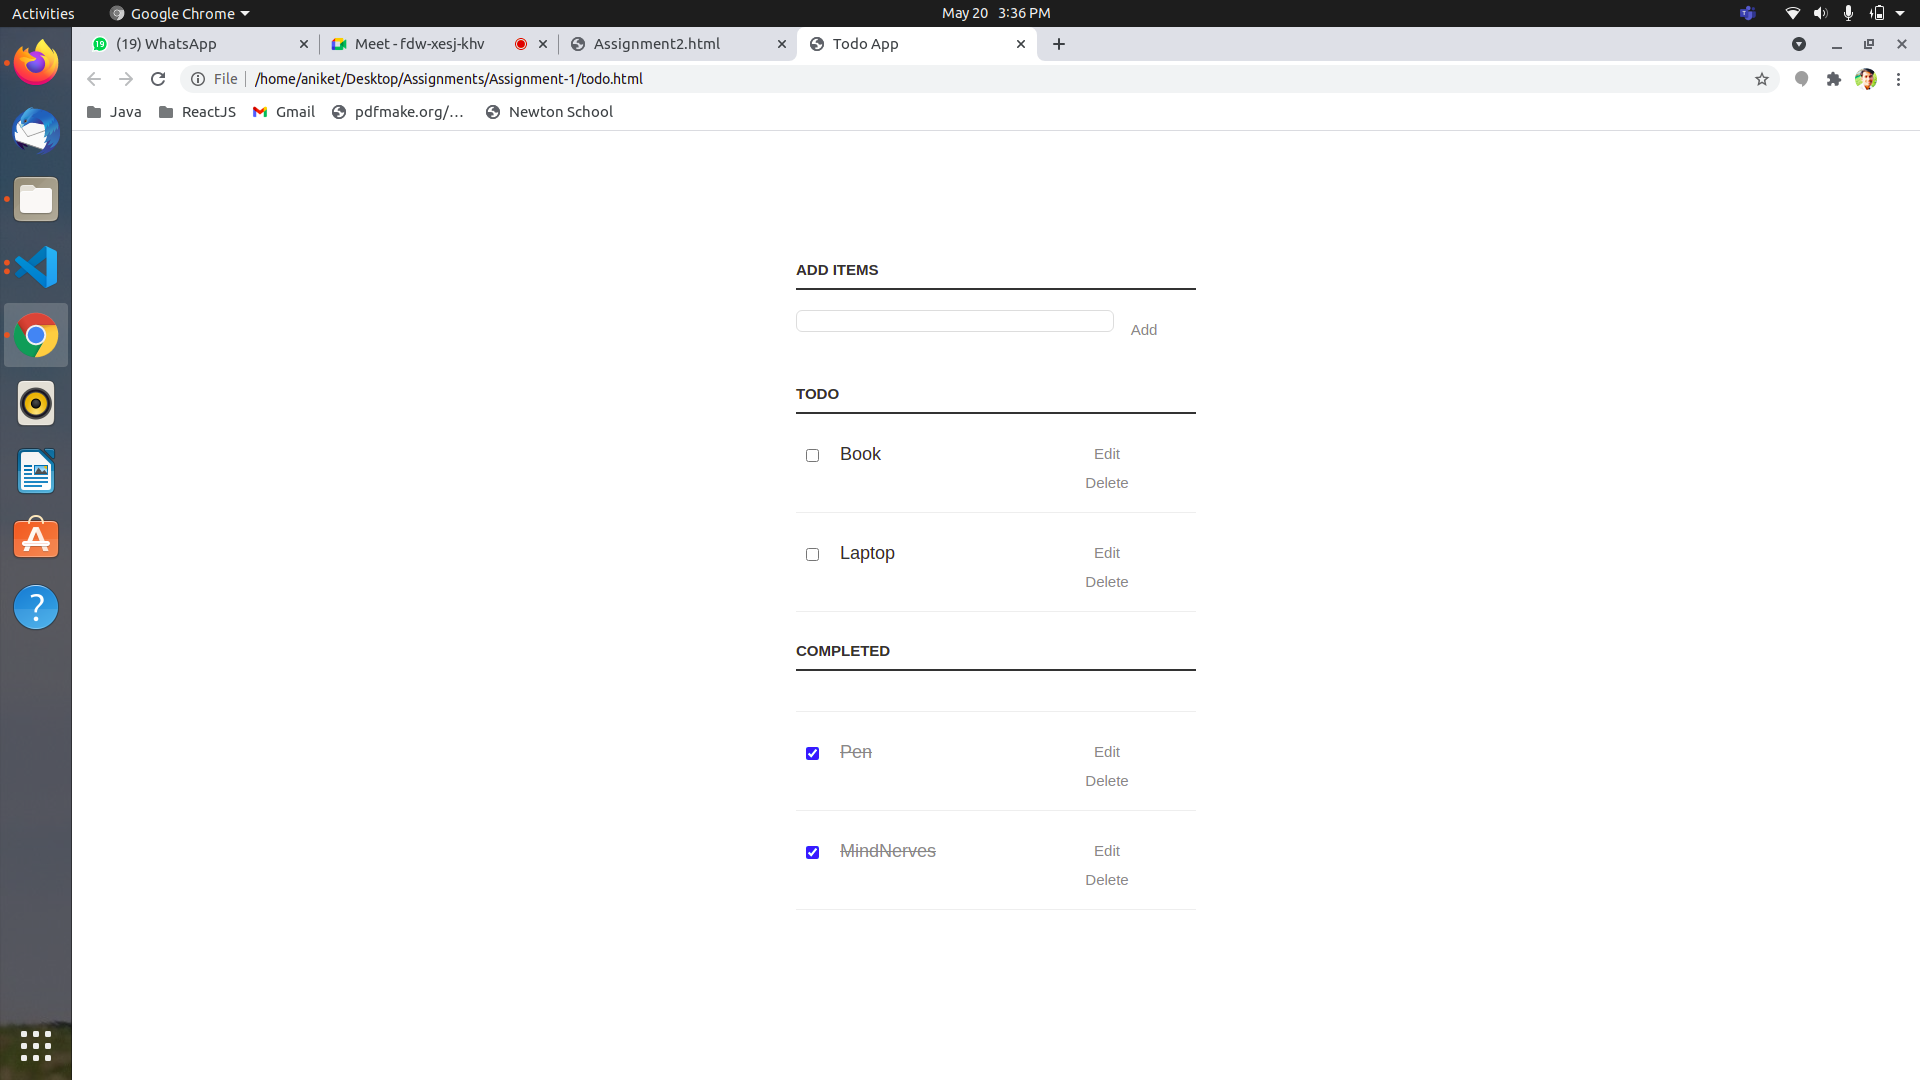 Activities Google Chrome May 20 3:36 PM
(19) WhatsApp Meet - fdw-xesj-khv Assignment2.html Todo App
File /home/aniket/Desktop/Assignments/Assignment-1/todo.html
Java ReactJS Gmail pdfmake.org/... Newton School
ADD ITEMS
Add
TODO
Book Edit
Delete
Laptop Edit
Delete
COMPLETED
Pen Edit
Delete
MindNerves Edit
Delete